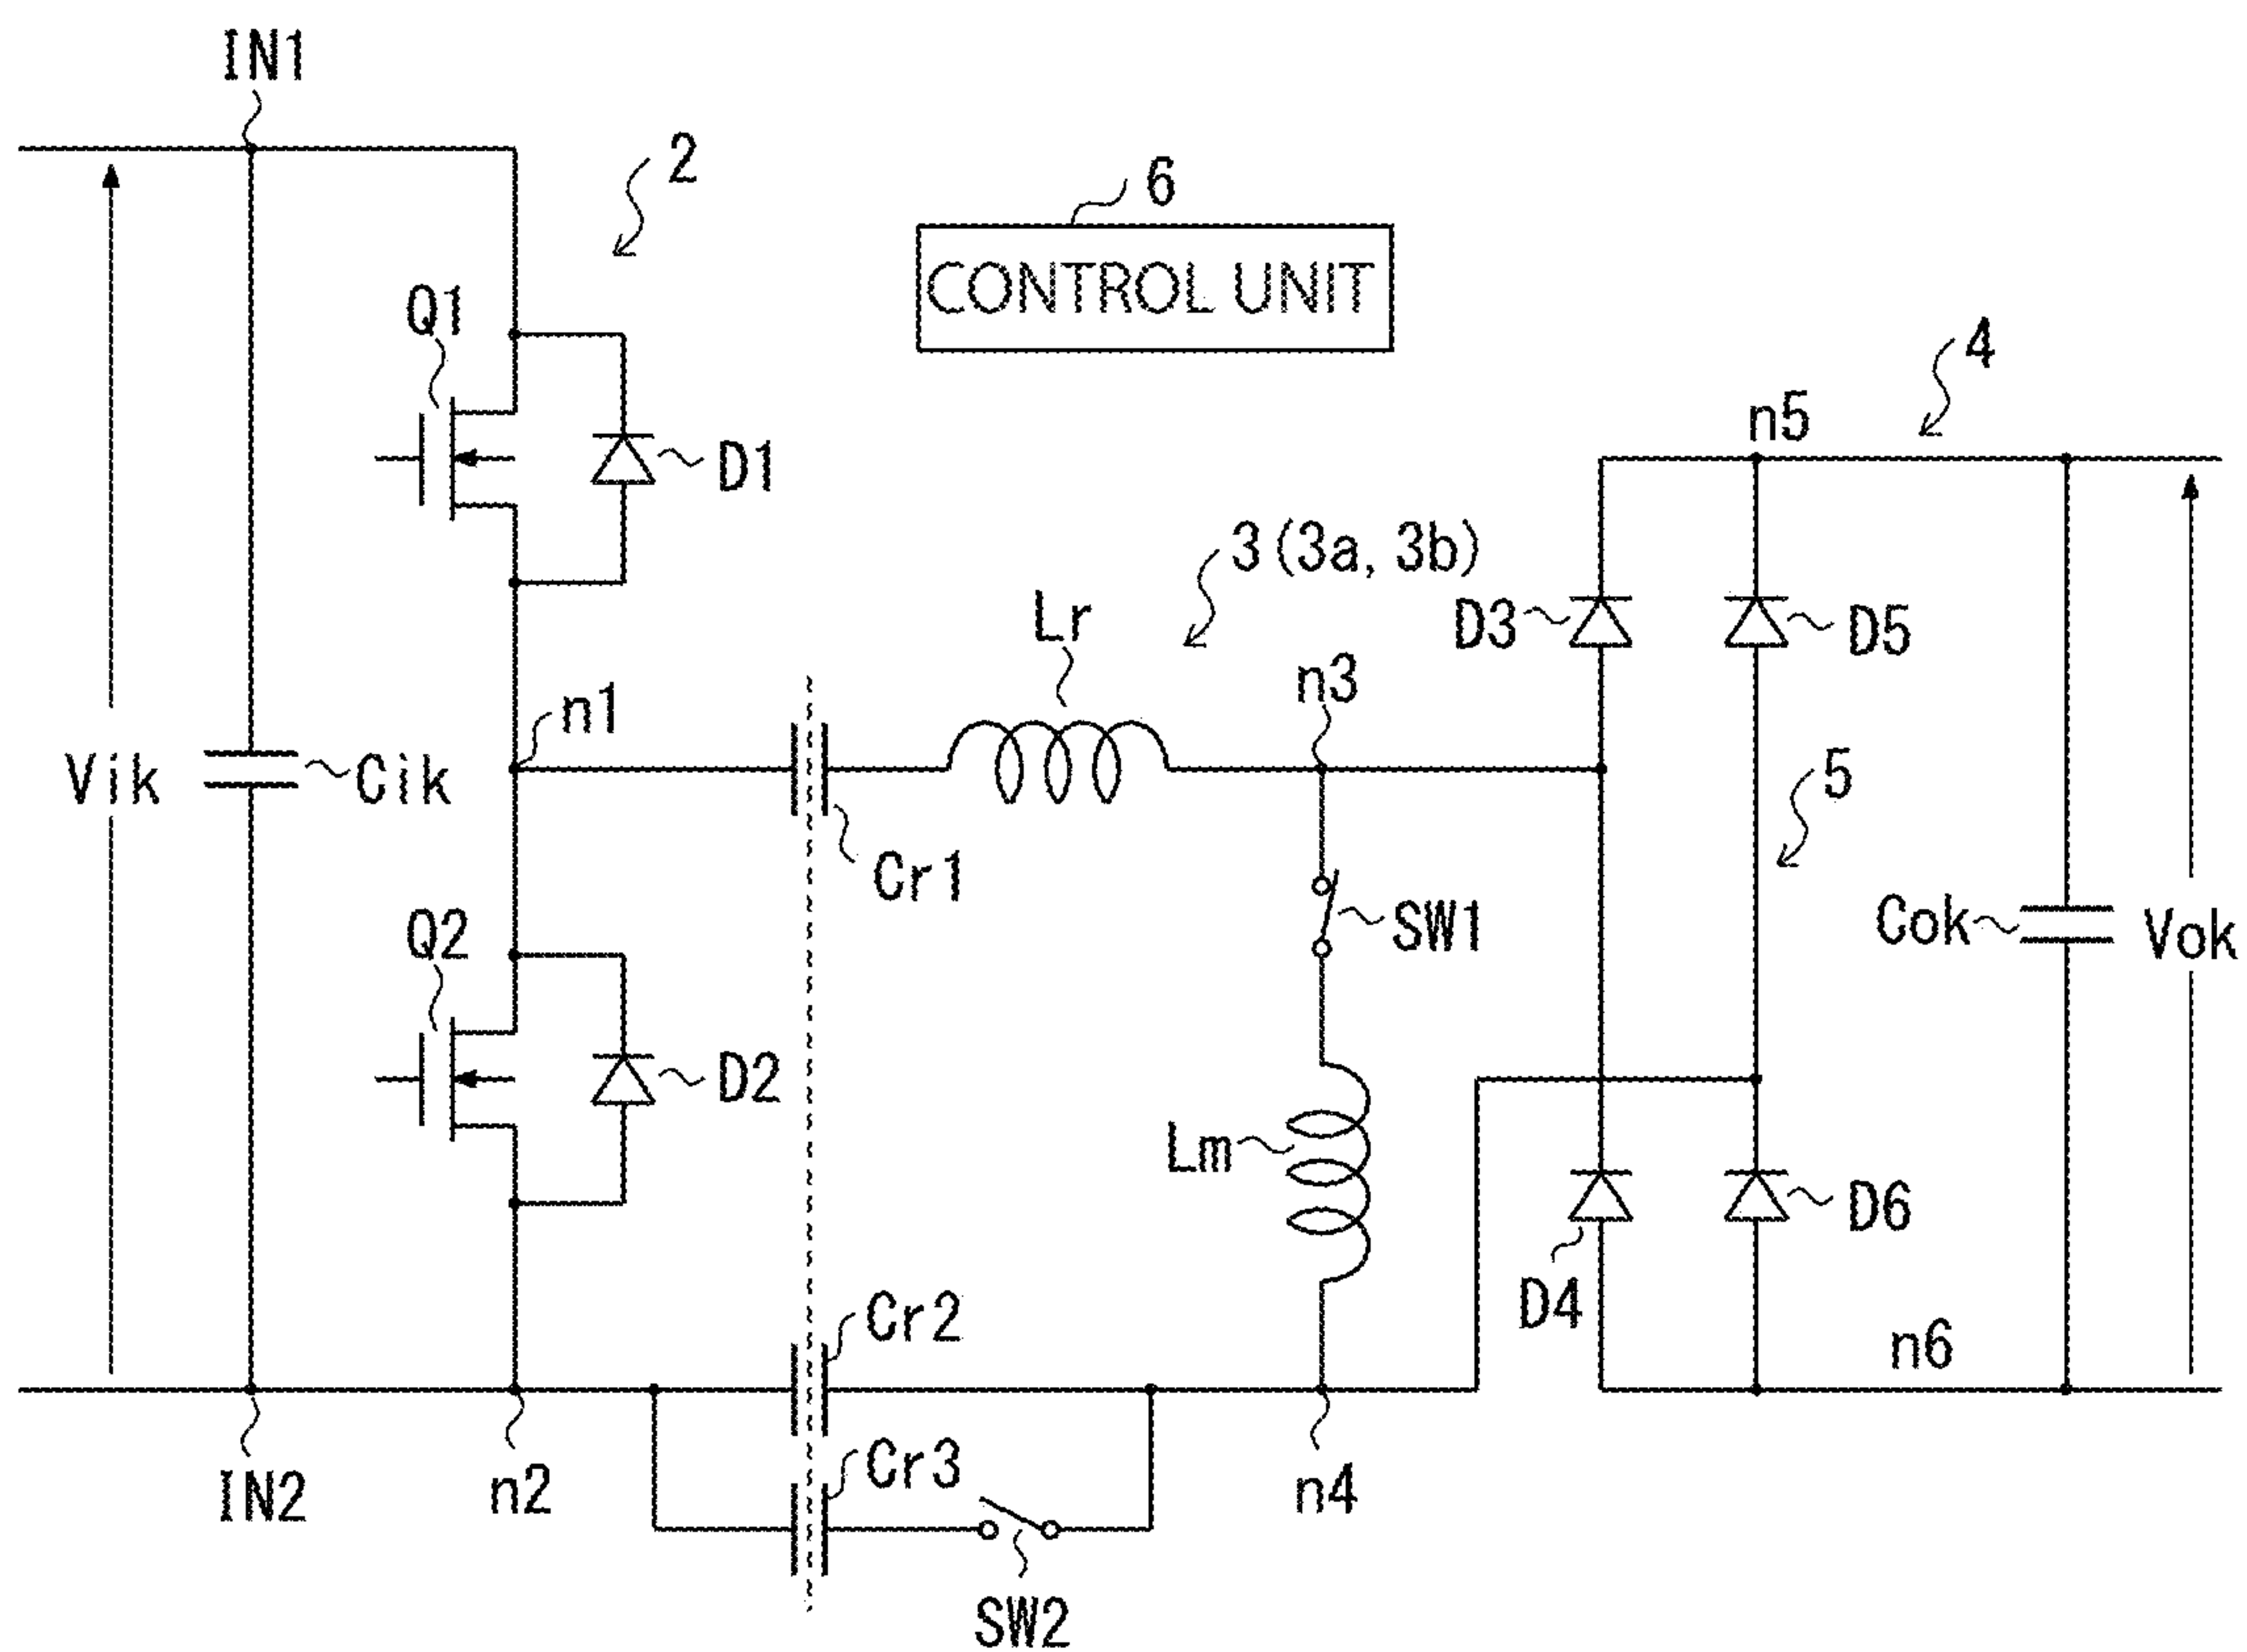 IN1
2
6
CONTROL UNIT
Q1
4
n5
D1
3(3a, 3b)
Lr
D3
D5
n3
n1
5
Vik
Cik
Cr1
SW1
Cok
Vok
Q2
D2
Lm
D6
D4
Cr2
n6
Cr3
IN2
n2
n4
SW2